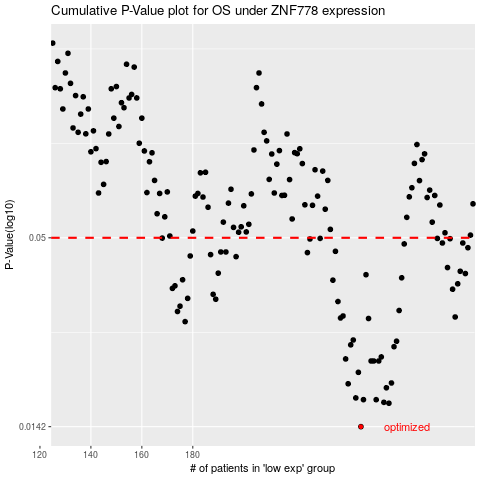 Cumulative P-Value plot for OS under ZNF778 expression
P-Value(log10)
0.05
0.0142
optimized
120
140
160
180
# of patients in 'low exp' group